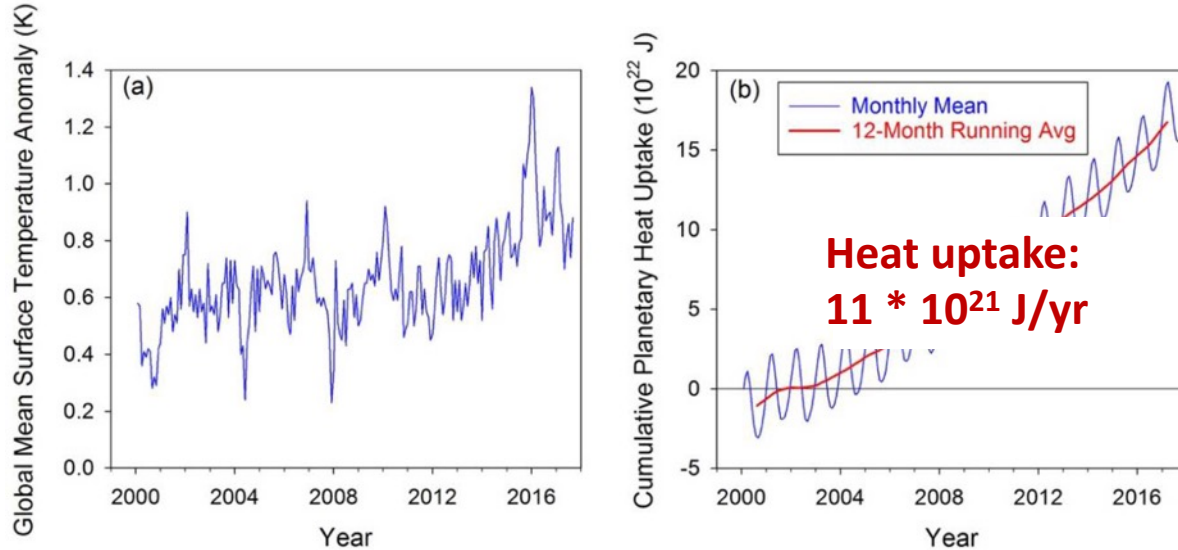 Global Mean Surface Temperature Anomaly (K)
1.4
1.2
1.0
0.8
0.6
0.4
0.2
0.0
(a)
2000 2004 2008 2012 2016
Year
Cumulative Planetary Heat Uptake (10²² J)
20
15
10
5
0
-5
(b)
Monthly Mean
12-Month Running Avg
Heat uptake:
11 * 10²¹ J/yr
2000 2004 2008 2012 2016
Year